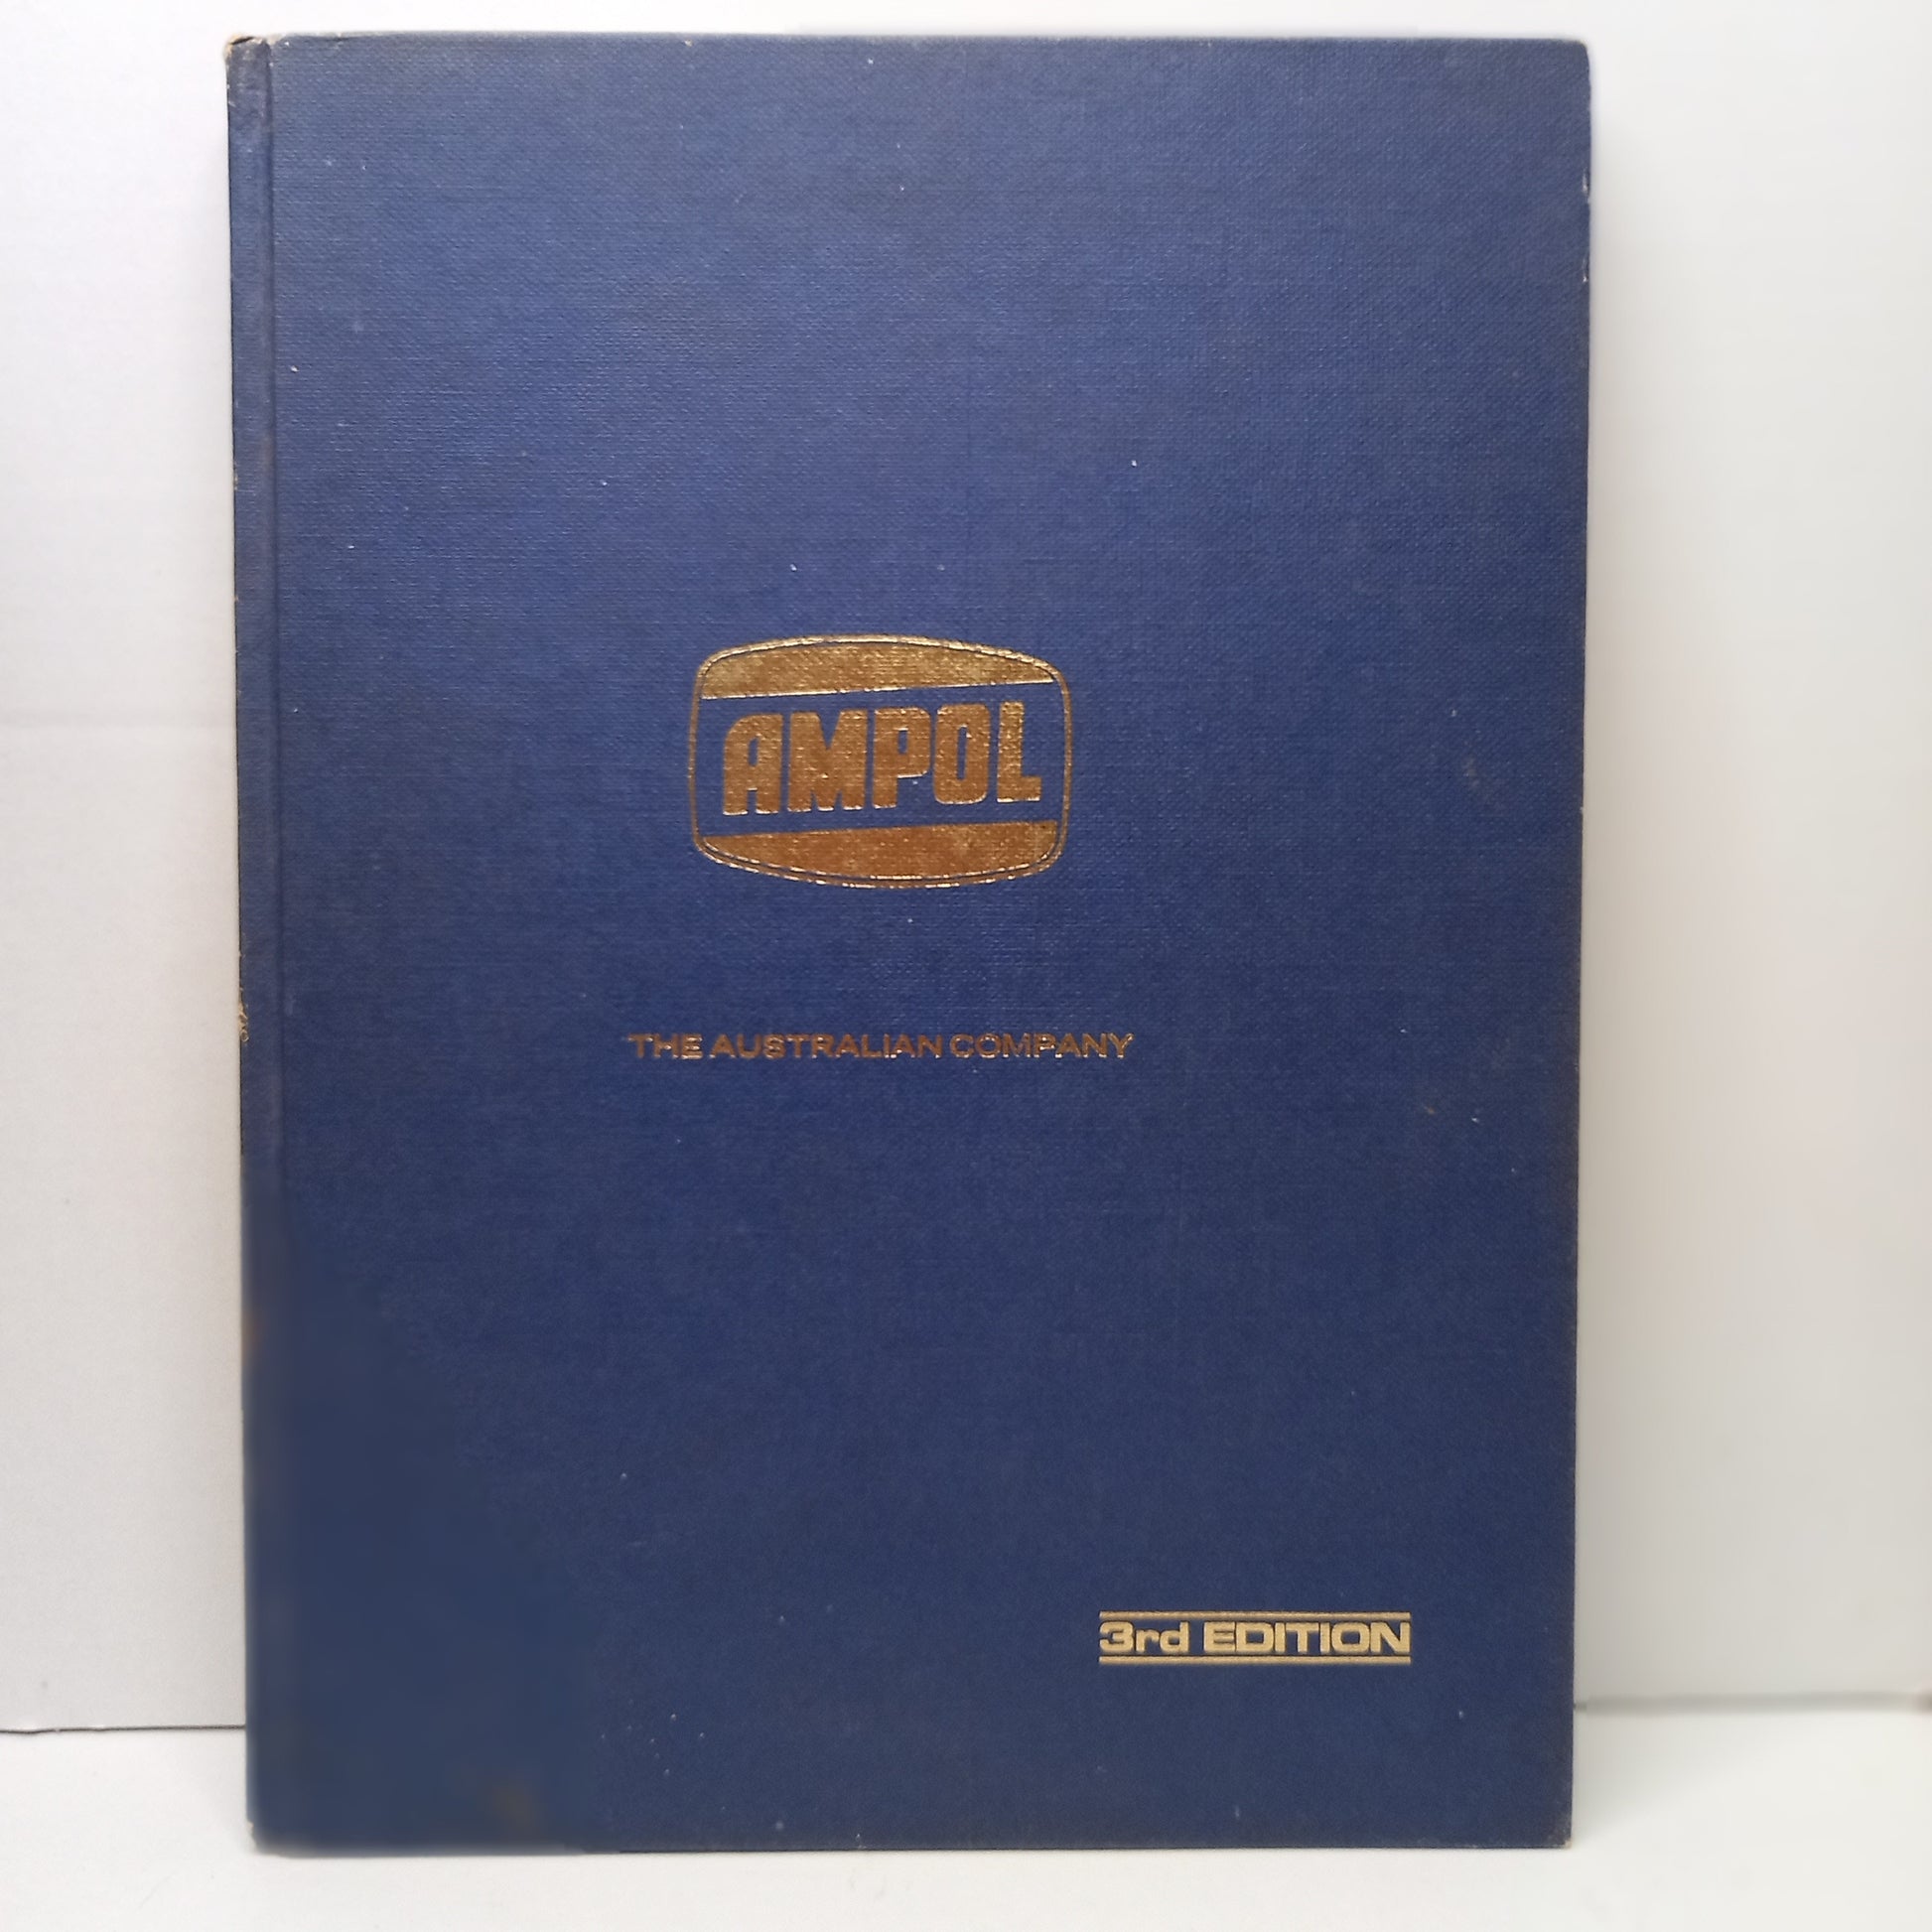 AMPOL
THE AUSTRALIAN COMPANY
3rd EDITION